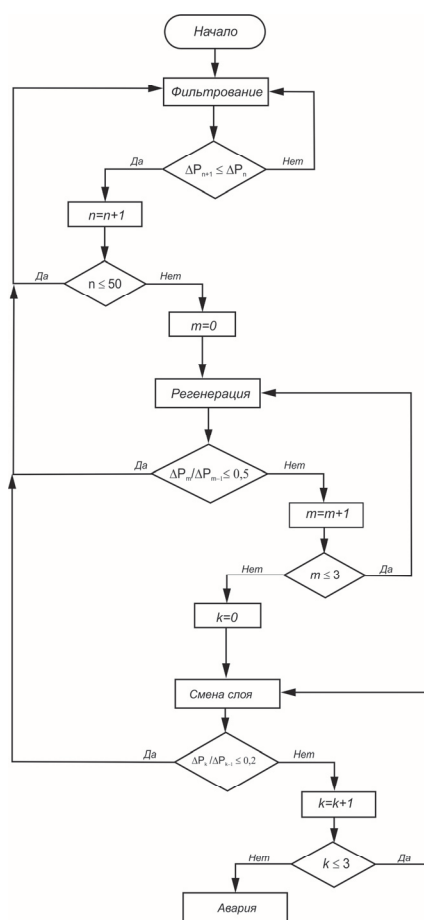 Начало
Фильтрование
Да
ΔPn+1 ≤ ΔPn
Нет
n=n+1
Да
n ≤ 50
Нет
m=0
Регенерация
Да
ΔPm/ΔPm–1 ≤ 0,5
Нет
m=m+1
Нет
m ≤ 3
Да
k=0
Смена слоя
Да
ΔPk/ΔPk–1 ≤ 0,2
Нет
k=k+1
Нет
k ≤ 3
Да
Авария